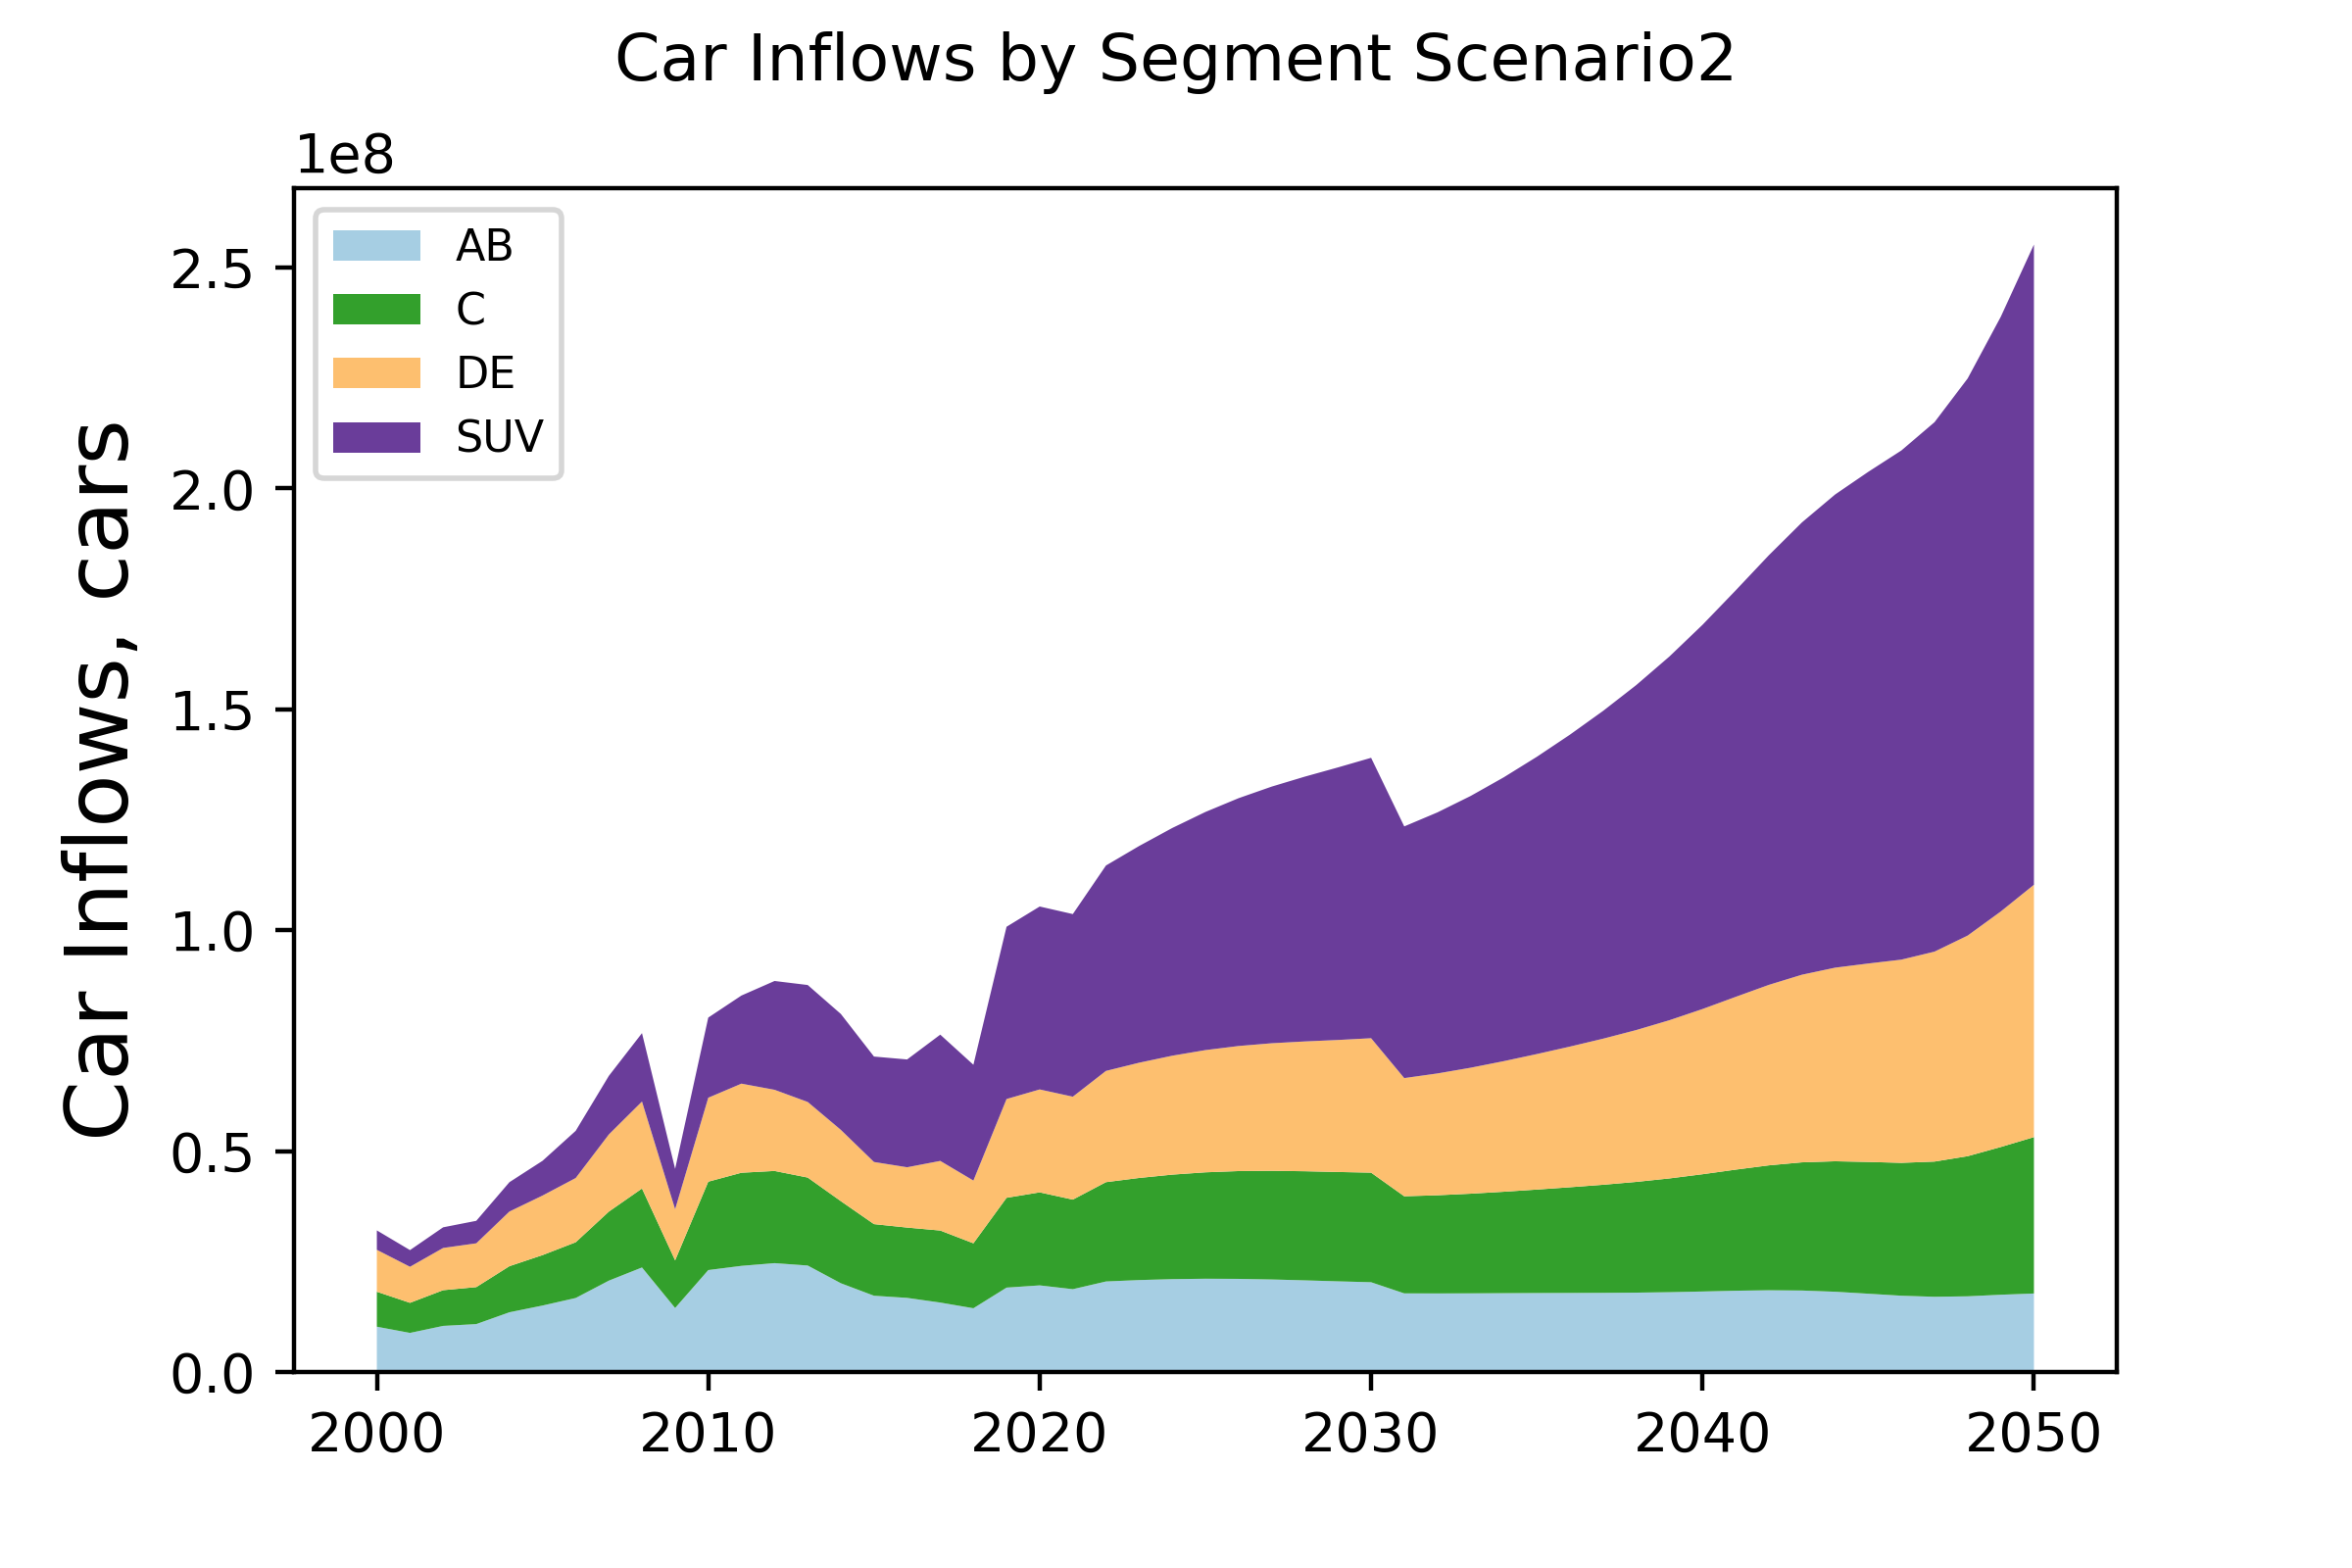 Car Inflows by Segment Scenario2
1e8
AB
C
DE
SUV
Car Inflows, cars
2.5
2.0
1.5
1.0
0.5
0.0
2000 2010 2020 2030 2040 2050